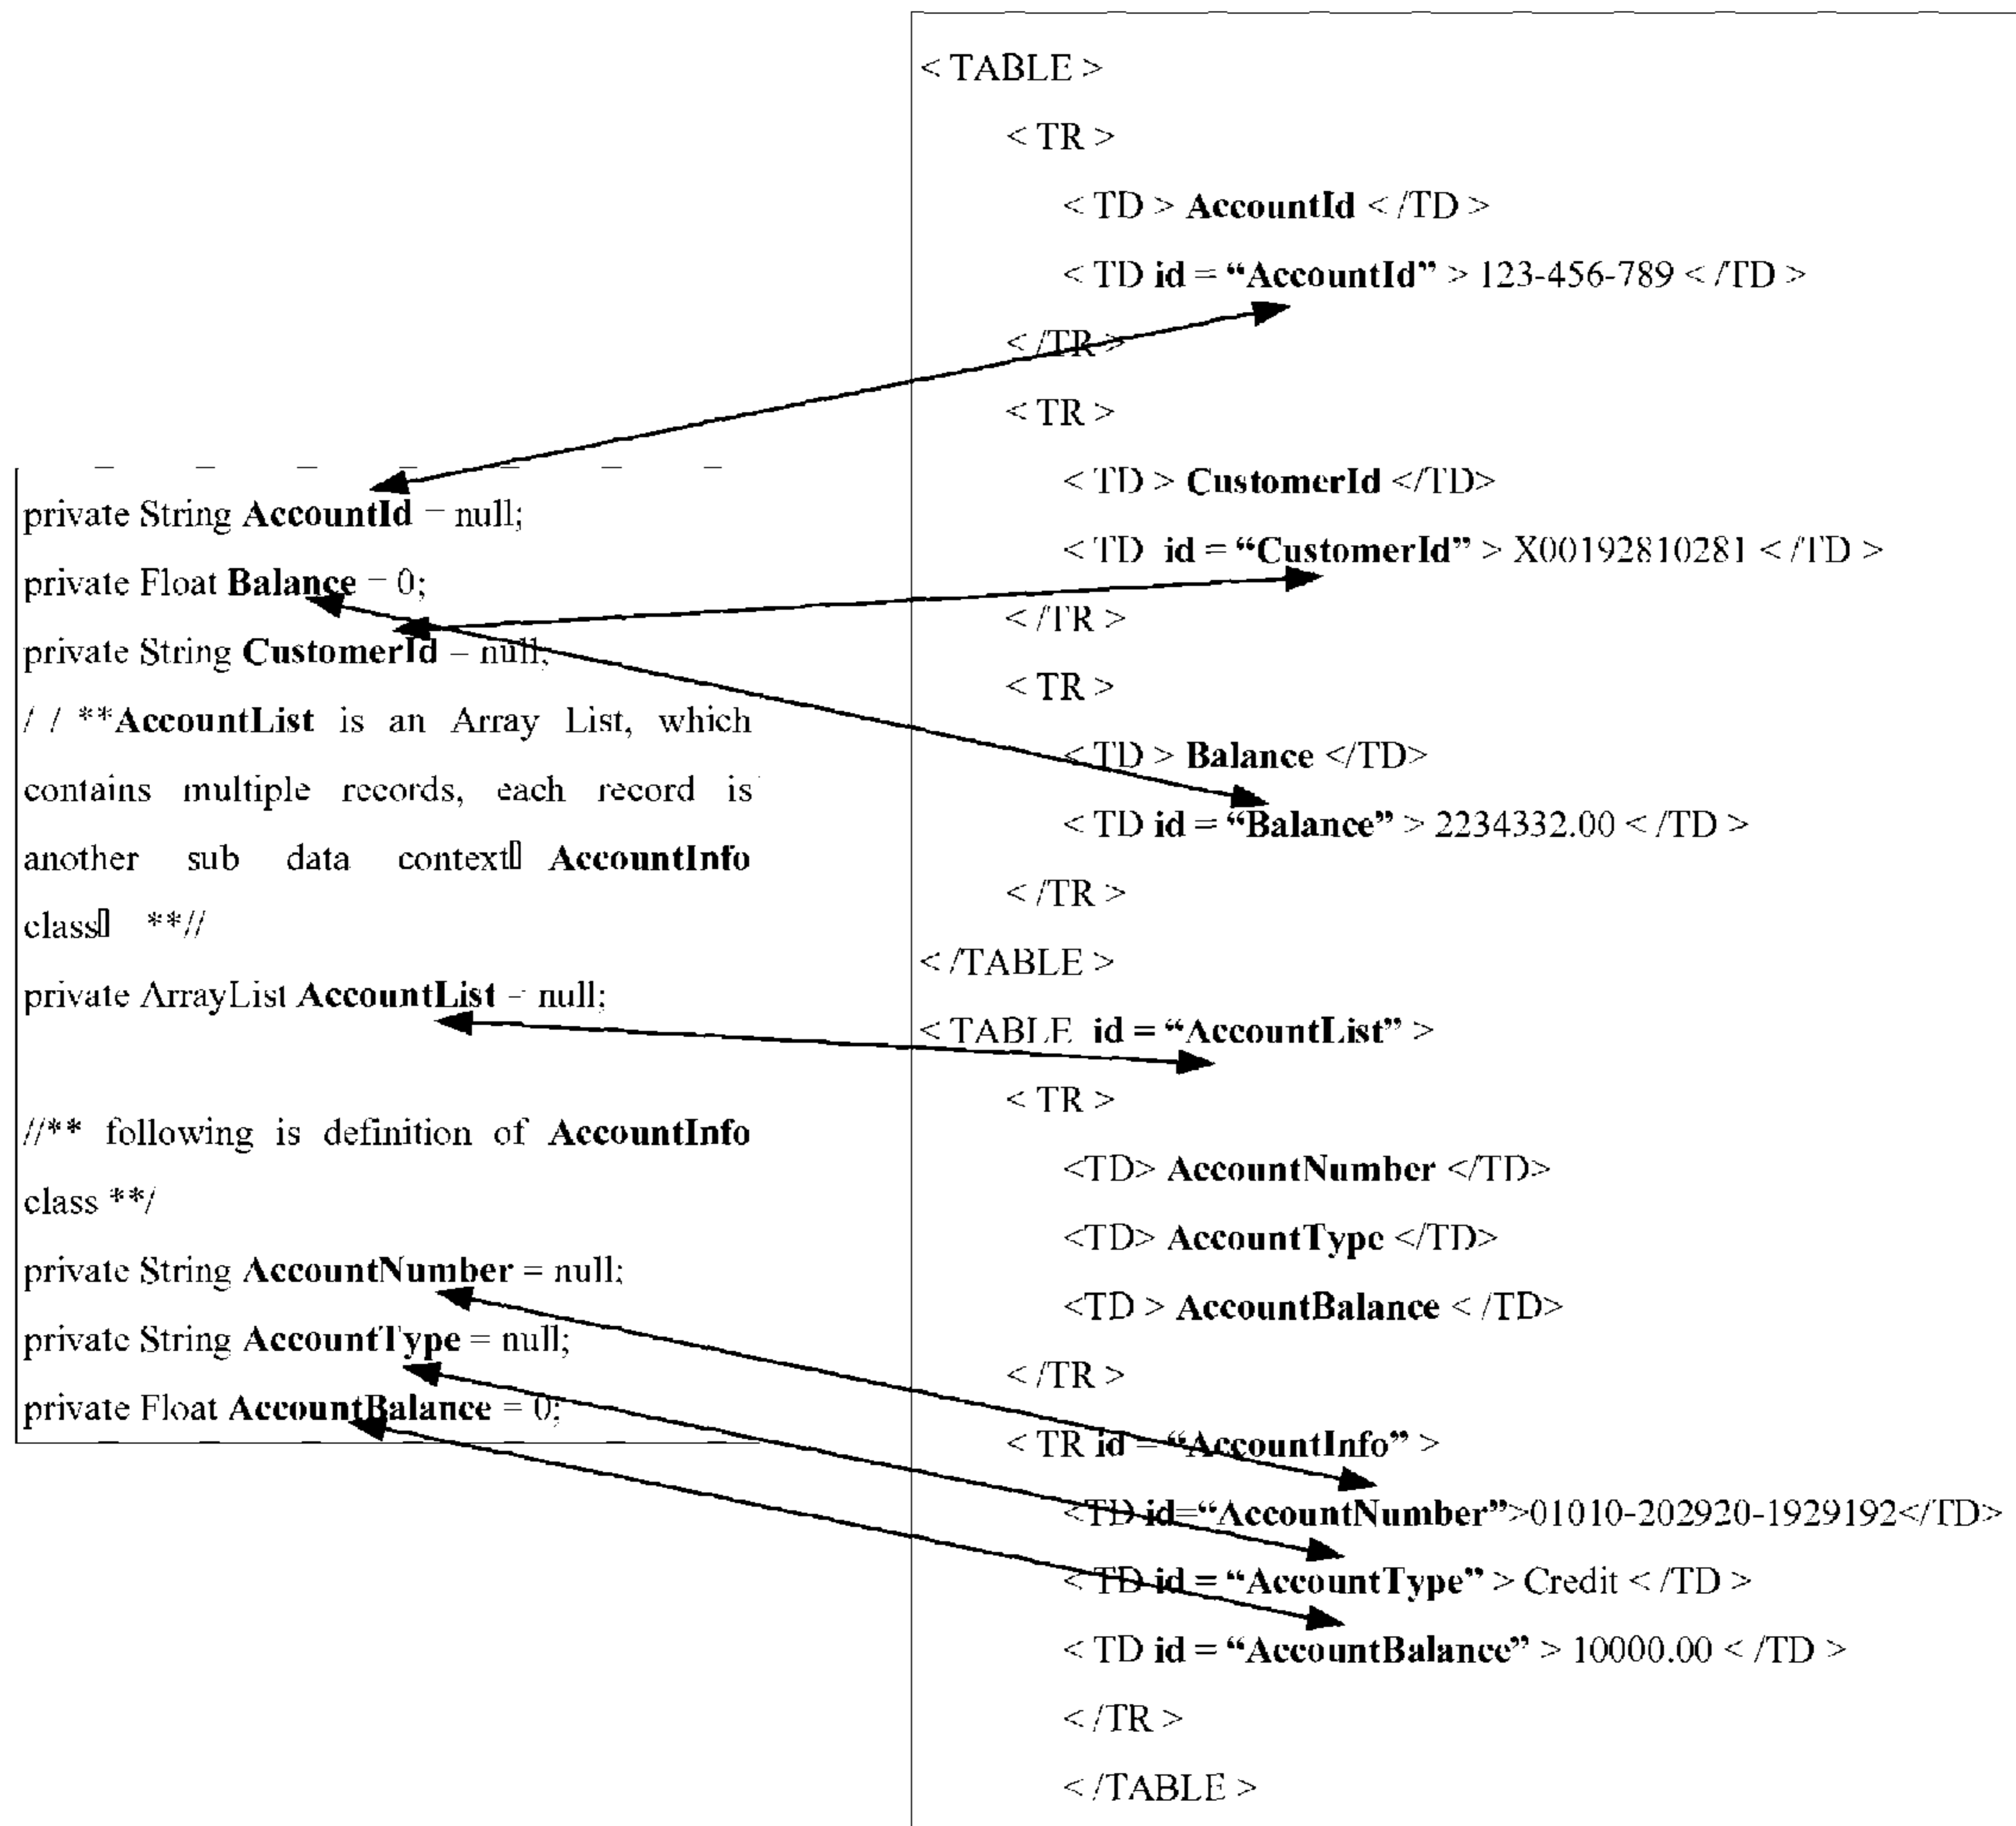 private String AccountId = null;
private Float Balance = 0;
private String CustomerId = null;
/ / **AccountList is an Array List, which
contains multiple records, each record is
another sub data context AccountInfo
class **//
private ArrayList AccountList = null;
//** following is definition of AccountInfo
class **/
private String AccountNumber = null;
private String AccountType = null;
private Float AccountBalance = 0;
< TABLE >
< TR >
< TD > AccountId < /TD >
< TD id = “AccountId” > 123-456-789 < /TD >
< /TR >
< TR >
< TD > CustomerId </TD>
< TD id = “CustomerId” > X00192810281 < /TD >
< /TR >
< TR >
< TD > Balance </TD>
< TD id = “Balance” > 2234332.00 < /TD >
< /TR >
< /TABLE >
< TABLE id = “AccountList” >
< TR >
<TD> AccountNumber </TD>
<TD> AccountType </TD>
<TD > AccountBalance < /TD>
< /TR >
< TR id = “AccountInfo” >
<TD id=“AccountNumber”>01010-202920-1929192</TD>
< TD id = “AccountType” > Credit < /TD >
< TD id = “AccountBalance” > 10000.00 < /TD >
< /TR >
< /TABLE >